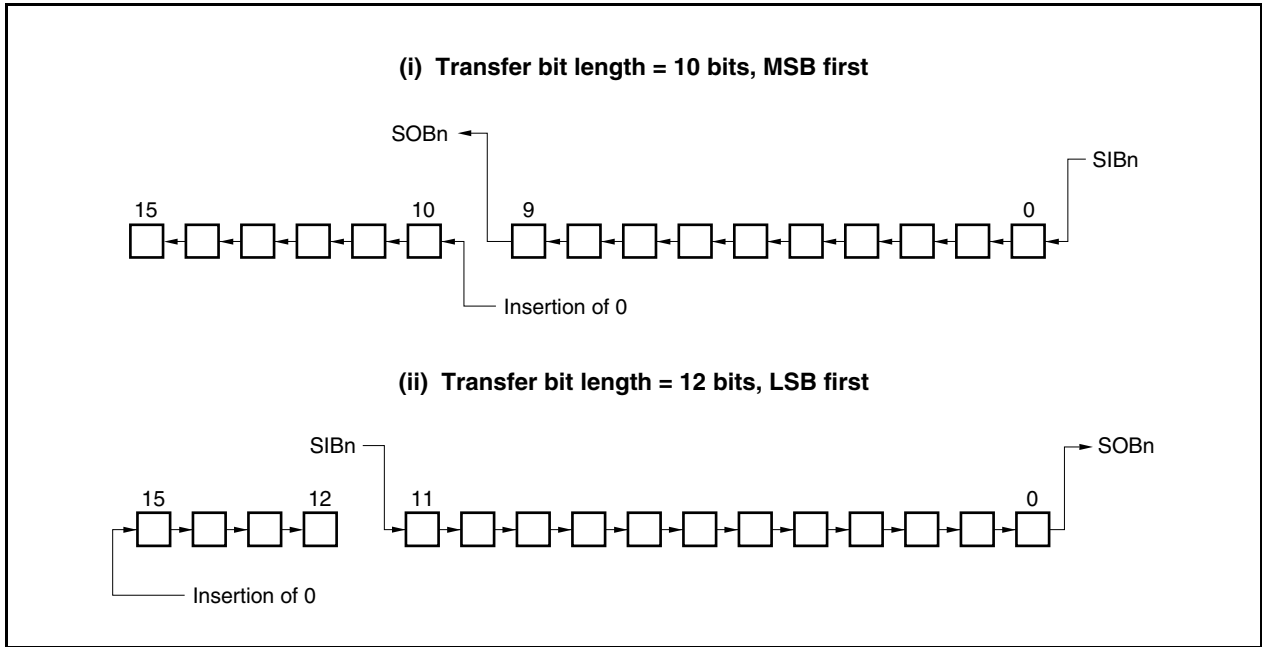 (i) Transfer bit length = 10 bits, MSB first
SOBn
SIBn
15
10
9
0
Insertion of 0
(ii) Transfer bit length = 12 bits, LSB first
SIBn
SOBn
15
12
11
0
Insertion of 0